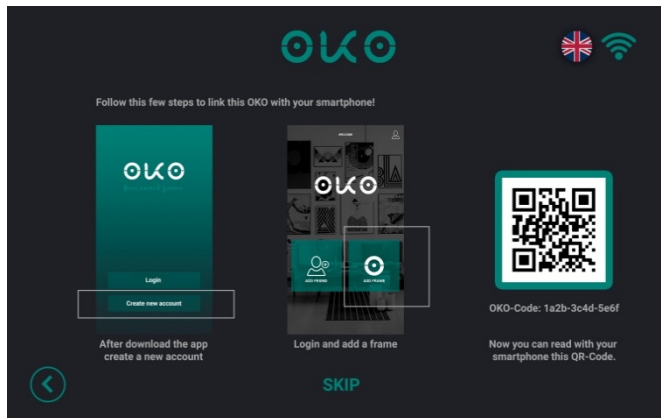 OKO
Follow this few steps to link this OKO with your smartphone!
OKO
Login
Create new account
After download the app
create a new account
WELCOME
OKO
ADD FRIEND
ADD FRAME
Login and add a frame
OKO-Code: 1a2b-3c4d-5e6f
Now you can read with your
smartphone this QR-Code.
SKIP